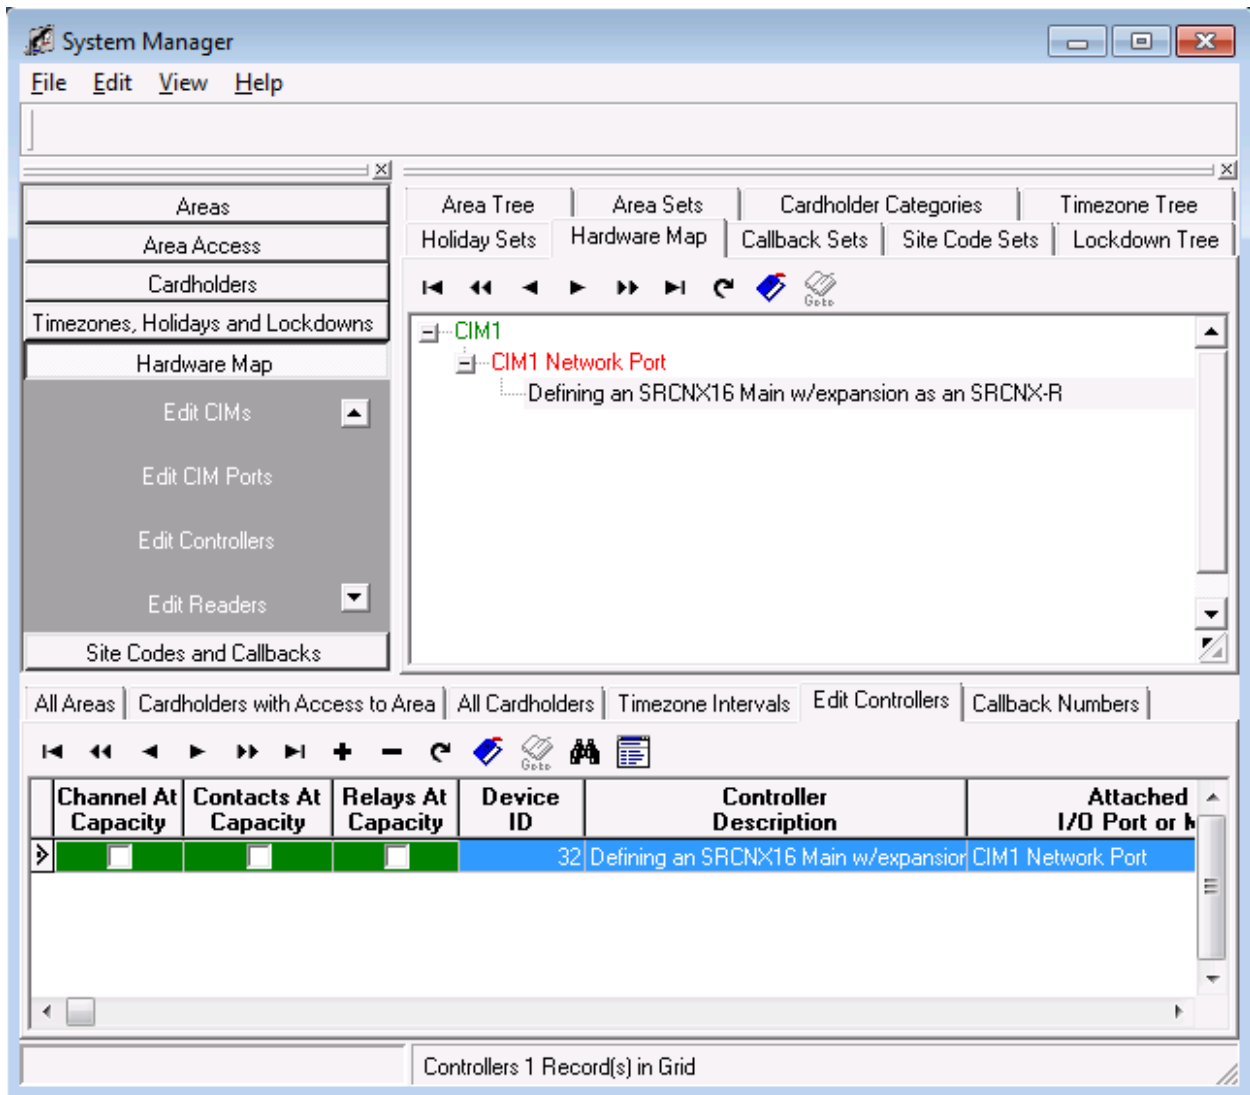 System Manager
File Edit View Help
Areas
Area Access
Cardholders
Timezones, Holidays and Lockdowns
Hardware Map
Edit CIMs
Edit CIM Ports
Edit Controllers
Edit Readers
Site Codes and Callbacks
Area Tree Area Sets Cardholder Categories Timezone Tree
Holiday Sets Hardware Map Callback Sets Site Code Sets Lockdown Tree
Goto
CIM1
CIM1 Network Port
Defining an SRCNX16 Main w/expansion as an SRCNX-R
All Areas Cardholders with Access to Area All Cardholders Timezone Intervals Edit Controllers Callback Numbers
Goto
Channel At Contacts At Relays At Device Controller Attached
Capacity Capacity Capacity ID Description I/O Port or
32 Defining an SRCNX16 Main w/expansion CIM1 Network Port
Controllers 1 Record(s) in Grid